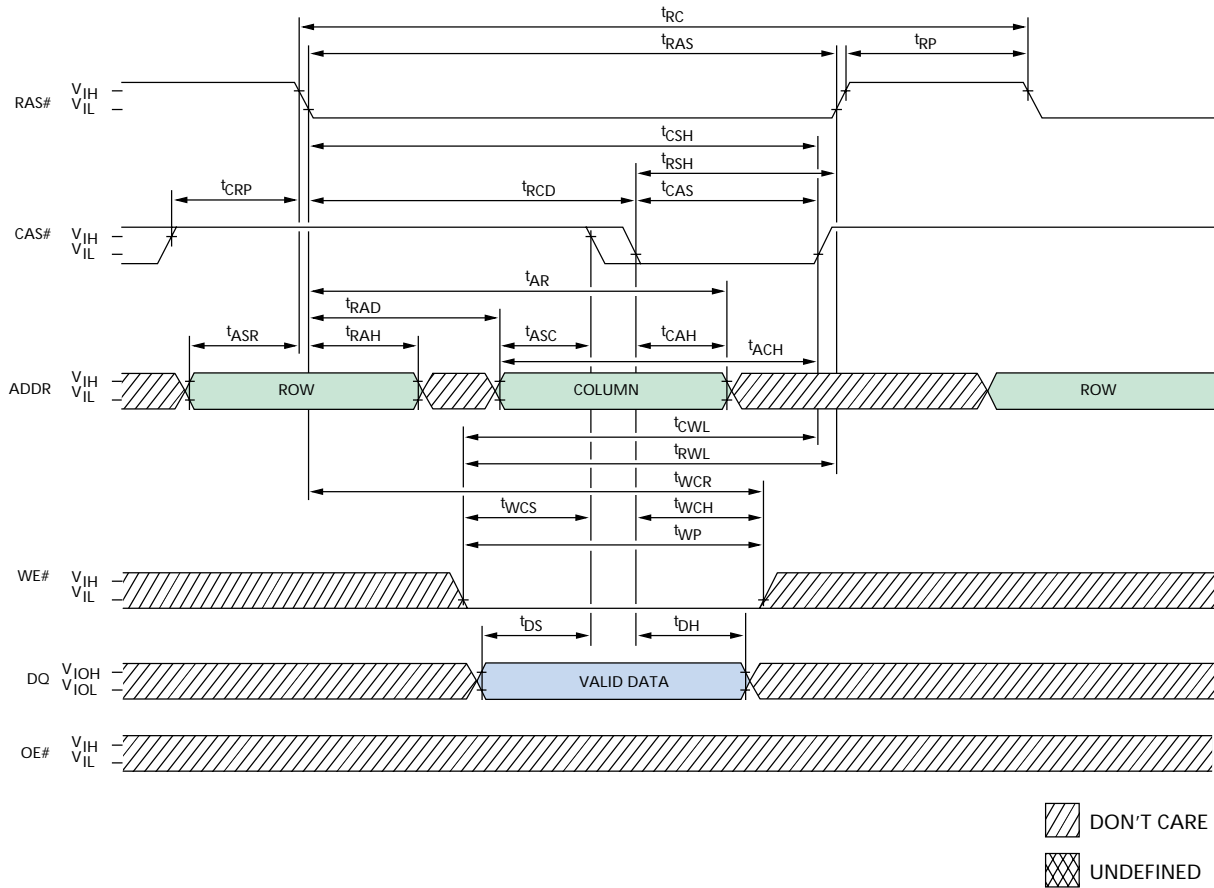 tRC
tRAS
tRP
RAS#
VIH
VIL
tCSH
tRSH
tCRP
tRCD
tCAS
CAS#
VIH
VIL
tAR
tRAD
tASR
tRAH
tASC
tCAH
tACH
ADDR
VIH
VIL
ROW
COLUMN
ROW
tCWL
tRWL
tWCR
tWCS
tWCH
tWP
WE#
VIH
VIL
tDS
tDH
DQ
VIOH
VIOL
VALID DATA
OE#
VIH
VIL
DON'T CARE
UNDEFINED